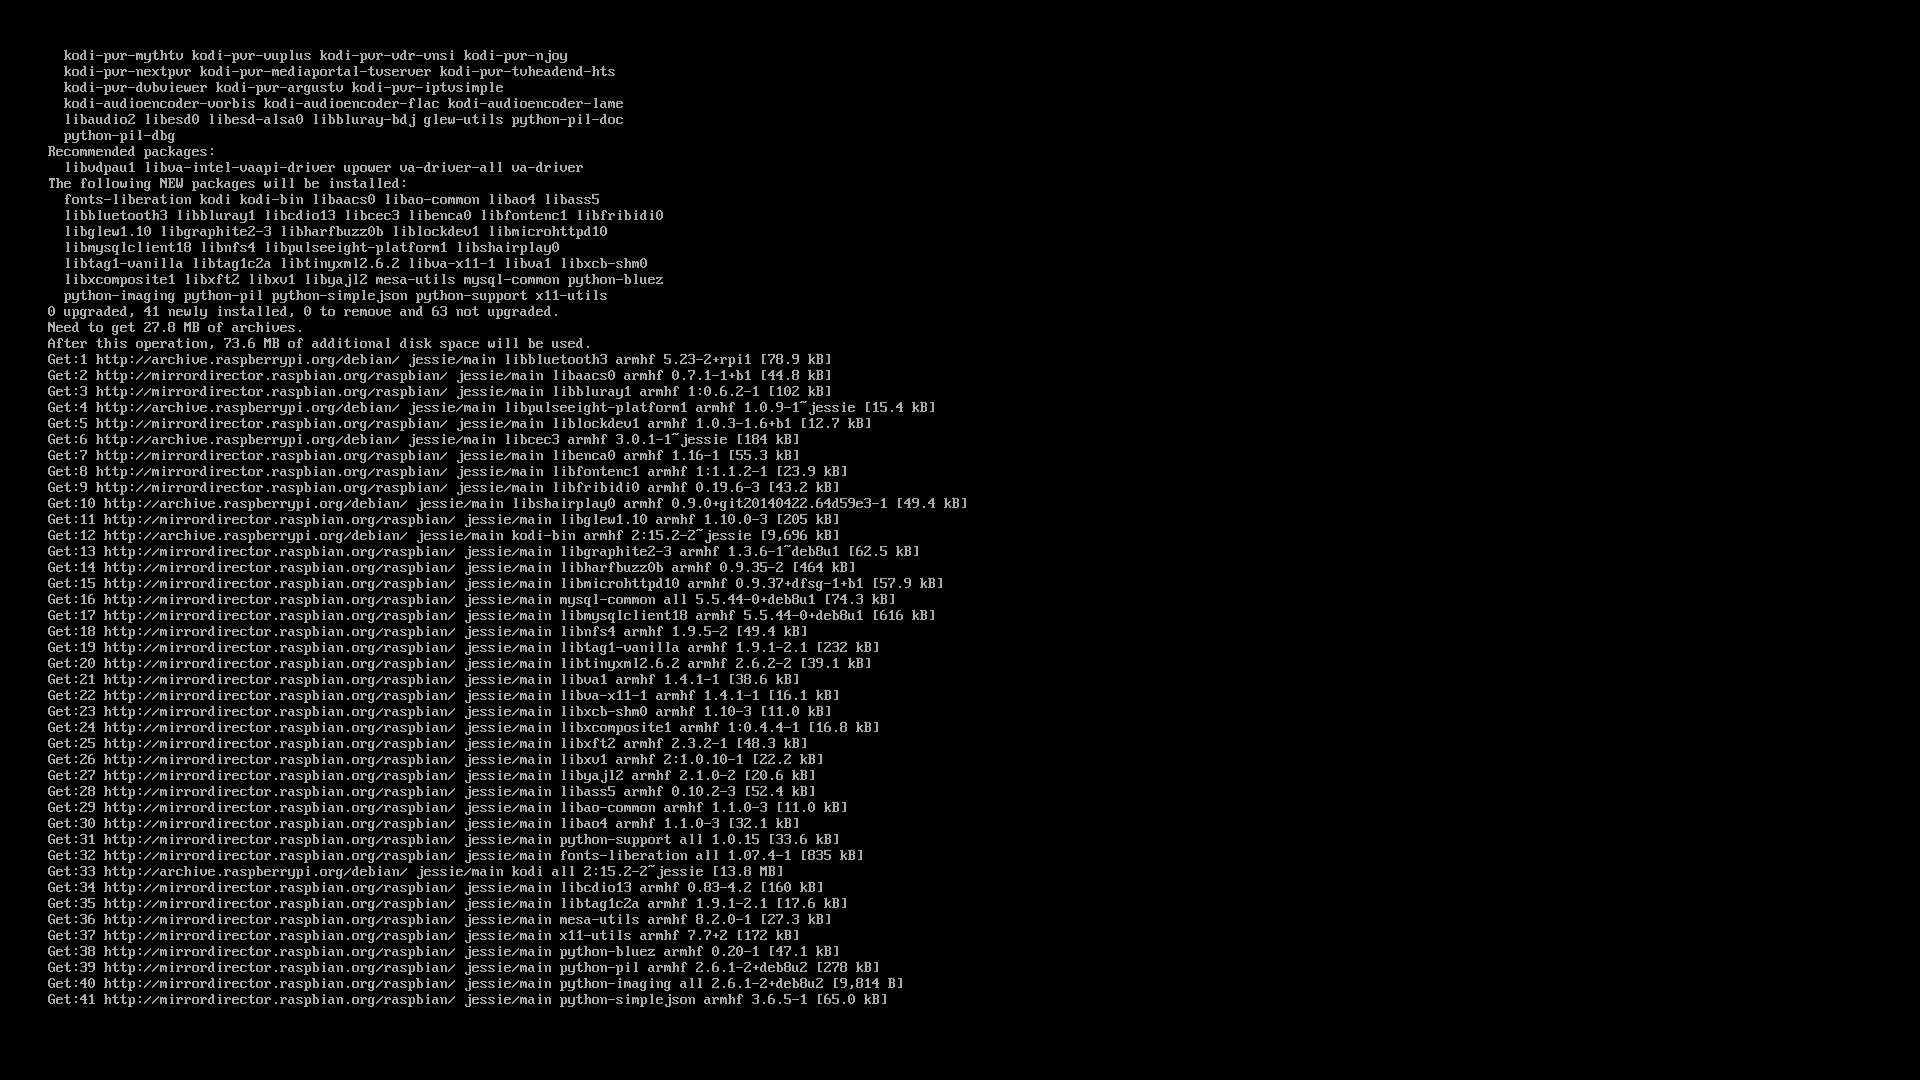 kodi-pvr-mythtv kodi-pvr-vuplus kodi-pvr-vdr-vnsi kodi-pvr-njoy
kodi-pvr-nextpvr kodi-pvr-mediaportal-tvserver kodi-pvr-tvheadend-hts
kodi-pvr-dvbviewer kodi-pvr-argustv kodi-pvr-iptvsimple
kodi-audioencoder-vorbis kodi-audioencoder-flac kodi-audioencoder-lame
libaudio2 libesd0 libesd-alsa0 libbluray-bdj glew-utils python-pil-doc
python-pil-dbg
Recommended packages:
libvdpau1 libva-intel-vaapi-driver upower va-driver-all va-driver
The following NEW packages will be installed:
fonts-liberation kodi kodi-bin libaacs0 libao-common libao4 libass5
libbluetooth3 libbluray1 libcdio13 libcec3 libenca0 libfontenc1 libfribidi0
libglew1.10 libgraphite2-3 libharfbuzz0b liblockdev1 libmicrohttpd10
libmysqlclient18 libnfs4 libpulseeight-platform1 libshairplay0
libtag1-vanilla libtag1c2a libtinyxml2.6.2 libva-x11-1 libva1 libxcb-shm0
libxcomposite1 libxft2 libxv1 libyajl2 mesa-utils mysql-common python-bluez
python-imaging python-pil python-simplejson python-support x11-utils
0 upgraded, 41 newly installed, 0 to remove and 63 not upgraded.
Need to get 27.8 MB of archives.
After this operation, 73.6 MB of additional disk space will be used.
Get:1 http://archive.raspberrypi.org/debian/ jessie/main libbluetooth3 armhf 5.23-2+rpi1 [78.9 kB]
Get:2 http://mirrordirector.raspbian.org/raspbian/ jessie/main libaacs0 armhf 0.7.1-1+b1 [44.8 kB]
Get:3 http://mirrordirector.raspbian.org/raspbian/ jessie/main libbluray1 armhf 1:0.6.2-1 [102 kB]
Get:4 http://archive.raspberrypi.org/debian/ jessie/main libpulseeight-platform1 armhf 1.0.9-1~jessie [15.4 kB]
Get:5 http://mirrordirector.raspbian.org/raspbian/ jessie/main liblockdev1 armhf 1.0.3-1.6+b1 [12.7 kB]
Get:6 http://archive.raspberrypi.org/debian/ jessie/main libcec3 armhf 3.0.1-1~jessie [184 kB]
Get:7 http://mirrordirector.raspbian.org/raspbian/ jessie/main libenca0 armhf 1.16-1 [55.3 kB]
Get:8 http://mirrordirector.raspbian.org/raspbian/ jessie/main libfontenc1 armhf 1:1.1.2-1 [23.9 kB]
Get:9 http://mirrordirector.raspbian.org/raspbian/ jessie/main libfribidi0 armhf 0.19.6-3 [43.2 kB]
Get:10 http://archive.raspberrypi.org/debian/ jessie/main libshairplay0 armhf 0.9.0+git20140422.64d59e3-1 [49.4 kB]
Get:11 http://mirrordirector.raspbian.org/raspbian/ jessie/main libglew1.10 armhf 1.10.0-3 [205 kB]
Get:12 http://archive.raspberrypi.org/debian/ jessie/main kodi-bin armhf 2:15.2-2~jessie [9,696 kB]
Get:13 http://mirrordirector.raspbian.org/raspbian/ jessie/main libgraphite2-3 armhf 1.3.6-1~deb8u1 [62.5 kB]
Get:14 http://mirrordirector.raspbian.org/raspbian/ jessie/main libharfbuzz0b armhf 0.9.35-2 [464 kB]
Get:15 http://mirrordirector.raspbian.org/raspbian/ jessie/main libmicrohttpd10 armhf 0.9.37+dfsg-1+b1 [57.9 kB]
Get:16 http://mirrordirector.raspbian.org/raspbian/ jessie/main mysql-common all 5.5.44-0+deb8u1 [74.3 kB]
Get:17 http://mirrordirector.raspbian.org/raspbian/ jessie/main libmysqlclient18 armhf 5.5.44-0+deb8u1 [616 kB]
Get:18 http://mirrordirector.raspbian.org/raspbian/ jessie/main libnfs4 armhf 1.9.5-2 [49.4 kB]
Get:19 http://mirrordirector.raspbian.org/raspbian/ jessie/main libtag1-vanilla armhf 1.9.1-2.1 [232 kB]
Get:20 http://mirrordirector.raspbian.org/raspbian/ jessie/main libtinyxml2.6.2 armhf 2.6.2-2 [39.1 kB]
Get:21 http://mirrordirector.raspbian.org/raspbian/ jessie/main libva1 armhf 1.4.1-1 [38.6 kB]
Get:22 http://mirrordirector.raspbian.org/raspbian/ jessie/main libva-x11-1 armhf 1.4.1-1 [16.1 kB]
Get:23 http://mirrordirector.raspbian.org/raspbian/ jessie/main libxcb-shm0 armhf 1.10-3 [11.0 kB]
Get:24 http://mirrordirector.raspbian.org/raspbian/ jessie/main libxcomposite1 armhf 1:0.4.4-1 [16.8 kB]
Get:25 http://mirrordirector.raspbian.org/raspbian/ jessie/main libxft2 armhf 2.3.2-1 [48.3 kB]
Get:26 http://mirrordirector.raspbian.org/raspbian/ jessie/main libxv1 armhf 2:1.0.10-1 [22.2 kB]
Get:27 http://mirrordirector.raspbian.org/raspbian/ jessie/main libyajl2 armhf 2.1.0-2 [20.6 kB]
Get:28 http://mirrordirector.raspbian.org/raspbian/ jessie/main libass5 armhf 0.10.2-3 [52.4 kB]
Get:29 http://mirrordirector.raspbian.org/raspbian/ jessie/main libao-common armhf 1.1.0-3 [11.0 kB]
Get:30 http://mirrordirector.raspbian.org/raspbian/ jessie/main libao4 armhf 1.1.0-3 [32.1 kB]
Get:31 http://mirrordirector.raspbian.org/raspbian/ jessie/main python-support all 1.0.15 [33.6 kB]
Get:32 http://mirrordirector.raspbian.org/raspbian/ jessie/main fonts-liberation all 1.07.4-1 [835 kB]
Get:33 http://archive.raspberrypi.org/debian/ jessie/main kodi all 2:15.2-2~jessie [13.8 MB]
Get:34 http://mirrordirector.raspbian.org/raspbian/ jessie/main libcdio13 armhf 0.83-4.2 [160 kB]
Get:35 http://mirrordirector.raspbian.org/raspbian/ jessie/main libtag1c2a armhf 1.9.1-2.1 [17.6 kB]
Get:36 http://mirrordirector.raspbian.org/raspbian/ jessie/main mesa-utils armhf 8.2.0-1 [27.3 kB]
Get:37 http://mirrordirector.raspbian.org/raspbian/ jessie/main x11-utils armhf 7.7+2 [172 kB]
Get:38 http://mirrordirector.raspbian.org/raspbian/ jessie/main python-bluez armhf 0.20-1 [47.1 kB]
Get:39 http://mirrordirector.raspbian.org/raspbian/ jessie/main python-pil armhf 2.6.1-2+deb8u2 [278 kB]
Get:40 http://mirrordirector.raspbian.org/raspbian/ jessie/main python-imaging all 2.6.1-2+deb8u2 [9,814 B]
Get:41 http://mirrordirector.raspbian.org/raspbian/ jessie/main python-simplejson armhf 3.6.5-1 [65.0 kB]